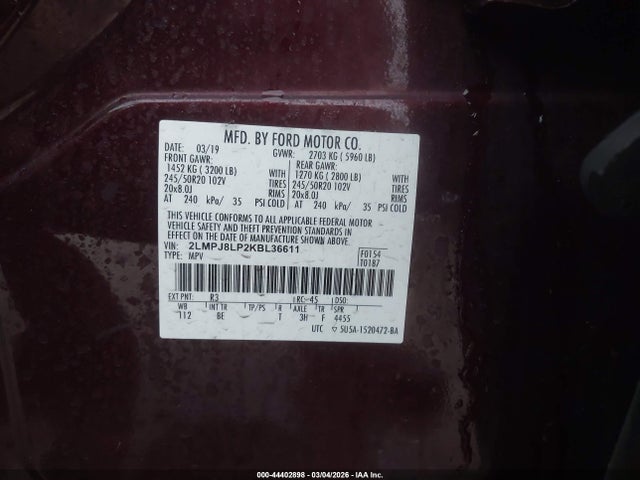 MFD. BY FORD MOTOR CO.
DATE: 03/19 GVWR: 2703 KG ( 5960 LB)
FRONT GAWR: REAR GAWR:
1452 KG ( 3200 LB) WITH 1270 KG ( 2800 LB) WITH
245/50R20 102V TIRES 245/50R20 102V TIRES
20x8.0J RIMS 20x8.0J RIMS
AT 240 kPa/ 35 PSI COLD AT 240 kPa/ 35 PSI COLD
THIS VEHICLE CONFORMS TO ALL APPLICABLE FEDERAL MOTOR
VEHICLE SAFETY AND THEFT PREVENTION STANDARDS IN
EFFECT ON THE DATE OF MANUFACTURE SHOWN ABOVE.
VIN: 2LMPJ8LP2KBL36611 F0154
TYPE: MPV T0187
EXT PNT: R3 RC: 45 DSO:
WB INT TR TP/PS R AXLE TR SPR
112 BE T 3H F 4455
UTC 5U5A-1520472-BA
000-44402898 - 03/04/2026 - IAA Inc.